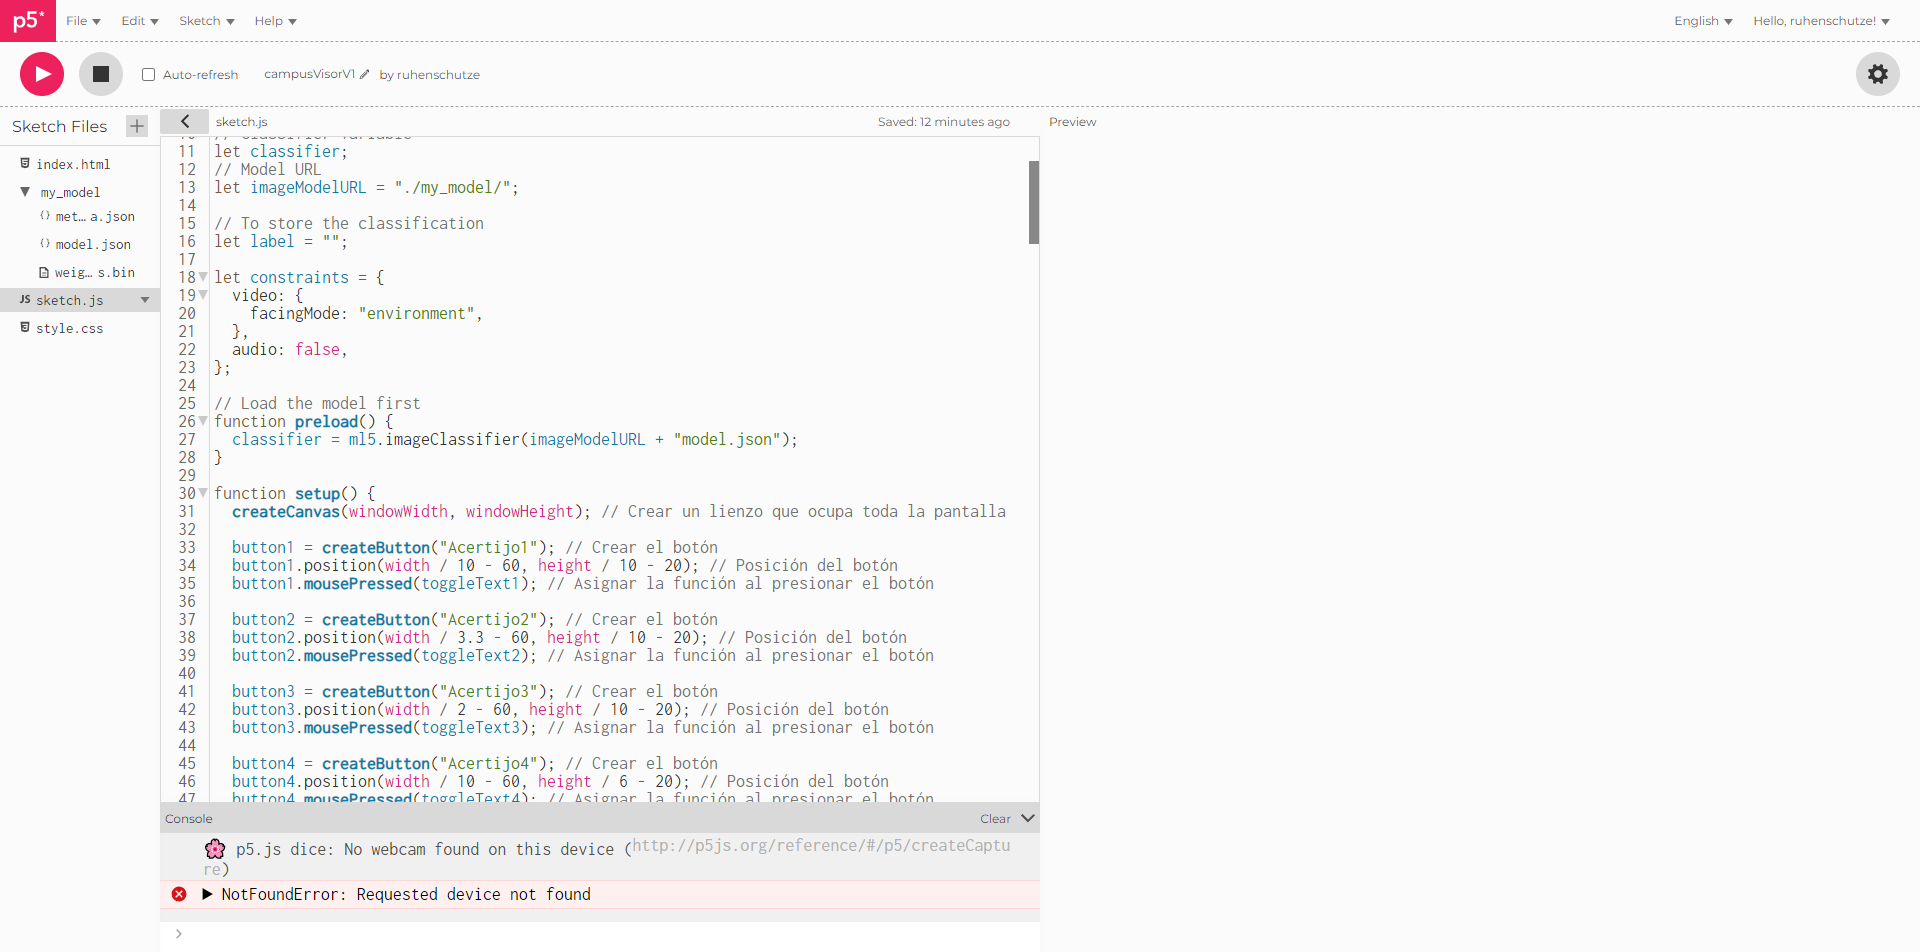 p5* File Edit Sketch Help English Hello, ruhenschutze!
Auto-refresh campusVisorV1 by ruhenschutze
Sketch Files
index.html
my_model
met… a.json
model.json
weig… s.bin
JS sketch.js
style.css
sketch.js Saved: 12 minutes ago
11 let classifier;
12 // Model URL
13 let imageModelURL = "./my_model/";
14
15 // To store the classification
16 let label = "";
17
18 let constraints = {
19 video: {
20 facingMode: "environment",
21 },
22 audio: false,
23 };
24
25 // Load the model first
26 function preload() {
27 classifier = ml5.imageClassifier(imageModelURL + "model.json");
28 }
29
30 function setup() {
31 createCanvas(windowWidth, windowHeight); // Crear un lienzo que ocupa toda la pantalla
32
33 button1 = createButton("Acertijo1"); // Crear el botón
34 button1.position(width / 10 - 60, height / 10 - 20); // Posición del botón
35 button1.mousePressed(toggleText1); // Asignar la función al presionar el botón
36
37 button2 = createButton("Acertijo2"); // Crear el botón
38 button2.position(width / 3.3 - 60, height / 10 - 20); // Posición del botón
39 button2.mousePressed(toggleText2); // Asignar la función al presionar el botón
40
41 button3 = createButton("Acertijo3"); // Crear el botón
42 button3.position(width / 2 - 60, height / 10 - 20); // Posición del botón
43 button3.mousePressed(toggleText3); // Asignar la función al presionar el botón
44
45 button4 = createButton("Acertijo4"); // Crear el botón
46 button4.position(width / 10 - 60, height / 6 - 20); // Posición del botón
47 button4.mousePressed(toggleText4); // Asignar la función al presionar el botón
Console Clear
p5.js dice: No webcam found on this device (http://p5js.org/reference/#/p5/createCaptu
re)
NotFoundError: Requested device not found
>
Preview